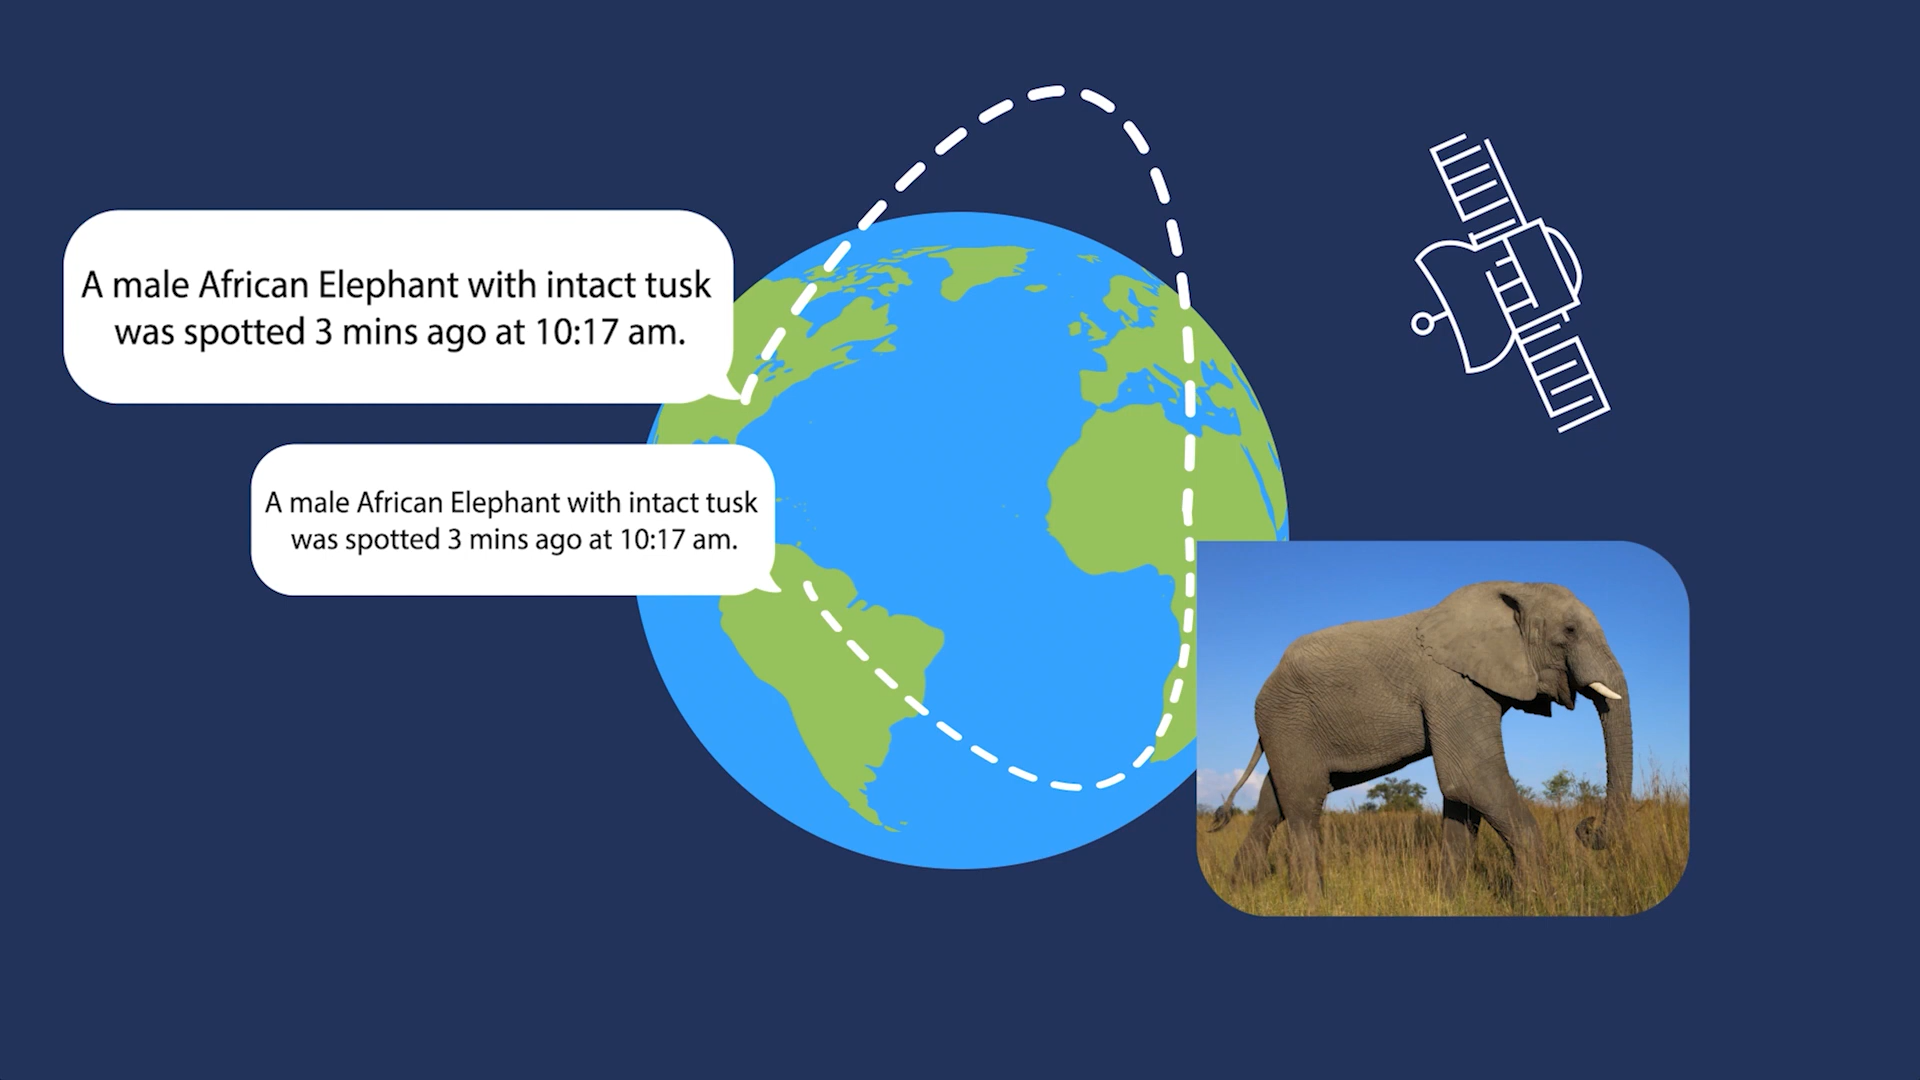 A male African Elephant with intact tusk
was spotted 3 mins ago at 10:17 am.
A male African Elephant with intact tusk
was spotted 3 mins ago at 10:17 am.